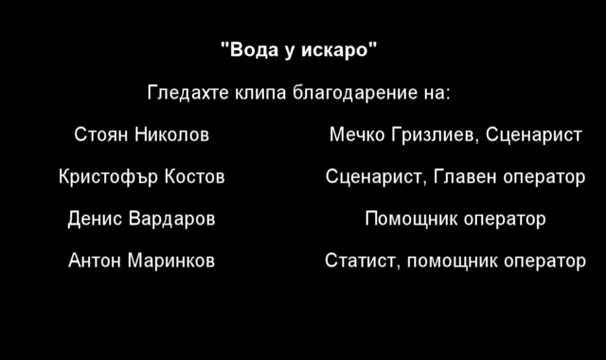 "Вода у искаро"
Гледахте клипа благодарение на:
Стоян Николов Мечко Гризлиев, Сценарист
Кристофър Костов Сценарист, Главен оператор
Денис Вардаров Помощник оператор
Антон Маринков Статист, помощник оператор